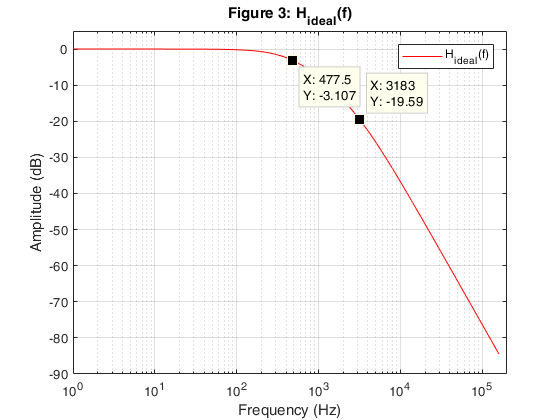 Figure 3: H_ideal(f)
H_ideal(f)
X: 477.5
Y: -3.107
X: 3183
Y: -19.59
0
-10
-20
-30
-40
-50
-60
-70
-80
-90
Amplitude (dB)
10^0 10^1 10^2 10^3 10^4 10^5
Frequency (Hz)